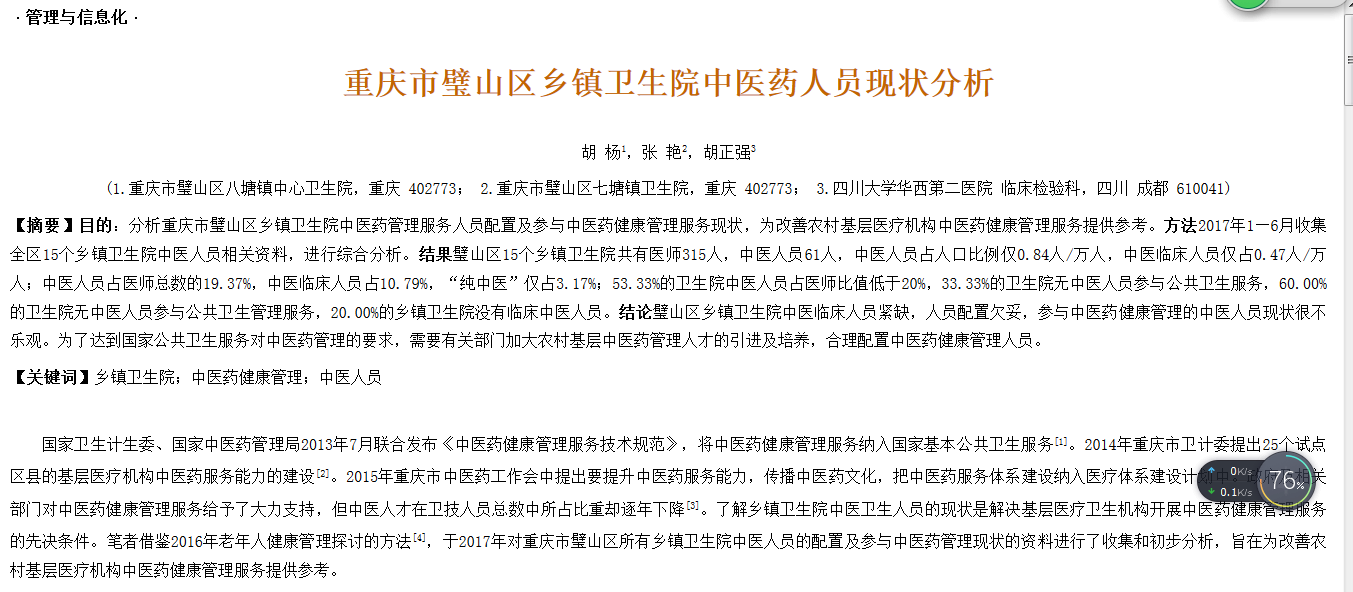 ·管理与信息化·
重庆市璧山区乡镇卫生院中医药人员现状分析
胡 杨1，张 艳2，胡正强3
(1.重庆市璧山区八塘镇中心卫生院，重庆 402773； 2.重庆市璧山区七塘镇卫生院，重庆 402773； 3.四川大学华西第二医院 临床检验科，四川 成都 610041)
【摘要】目的：分析重庆市璧山区乡镇卫生院中医药管理服务人员配置及参与中医药健康管理服务现状，为改善农村基层医疗机构中医药健康管理服务提供参考。方法2017年1—6月收集
全区15个乡镇卫生院中医人员相关资料，进行综合分析。结果璧山区15个乡镇卫生院共有医师315人，中医人员61人，中医人员占人口比例仅0.84人/万人，中医临床人员仅占0.47人/万
人；中医人员占医师总数的19.37%，中医临床人员占10.79%，“纯中医”仅占3.17%；53.33%的卫生院中医人员占医师比值低于20%，33.33%的卫生院无中医人员参与公共卫生服务，60.00%
的卫生院无中医人员参与公共卫生管理服务，20.00%的乡镇卫生院没有临床中医人员。结论璧山区乡镇卫生院中医临床人员紧缺，人员配置欠妥，参与中医药健康管理的中医人员现状很不
乐观。为了达到国家公共卫生服务对中医药管理的要求，需要有关部门加大农村基层中医药管理人才的引进及培养，合理配置中医药健康管理人员。
【关键词】乡镇卫生院；中医药健康管理；中医人员
国家卫生计生委、国家中医药管理局2013年7月联合发布《中医药健康管理服务技术规范》，将中医药健康管理服务纳入国家基本公共卫生服务[1]。2014年重庆市卫计委提出25个试点
区县的基层医疗机构中医药服务能力的建设[2]。2015年重庆市中医药工作会中提出要提升中医药服务能力，传播中医药文化，把中医药服务体系建设纳入医疗体系建设计 相关
部门对中医药健康管理服务给予了大力支持，但中医人才在卫技人员总数中所占比重却逐年下降[3]。了解乡镇卫生院中医卫生人员的现状是解决基层医疗卫生机构开展中医药健康管理服务
的先决条件。笔者借鉴2016年老年人健康管理探讨的方法[4]，于2017年对重庆市璧山区所有乡镇卫生院中医人员的配置及参与中医药管理现状的资料进行了收集和初步分析，旨在为改善农
村基层医疗机构中医药健康管理服务提供参考。
0K/s
0.1K/s
76%